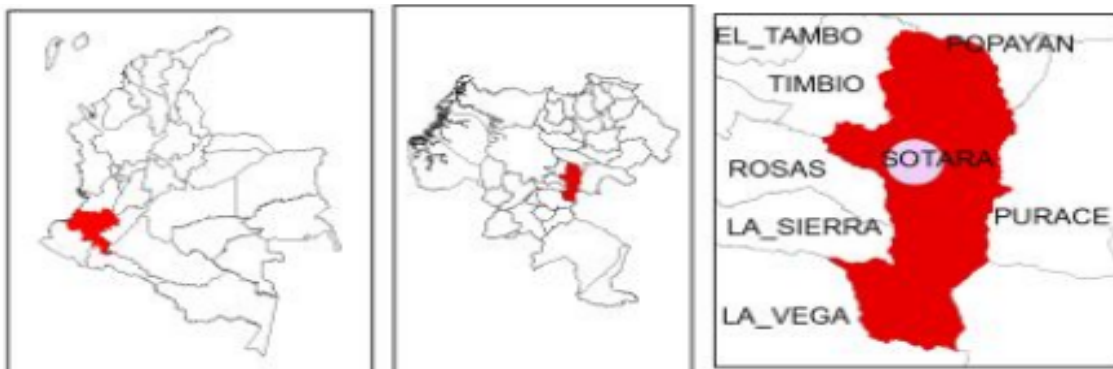 EL_TAMBO
POPAYAN
TIMBIO
SOTARA
ROSAS
PURACE
LA_SIERRA
LA_VEGA